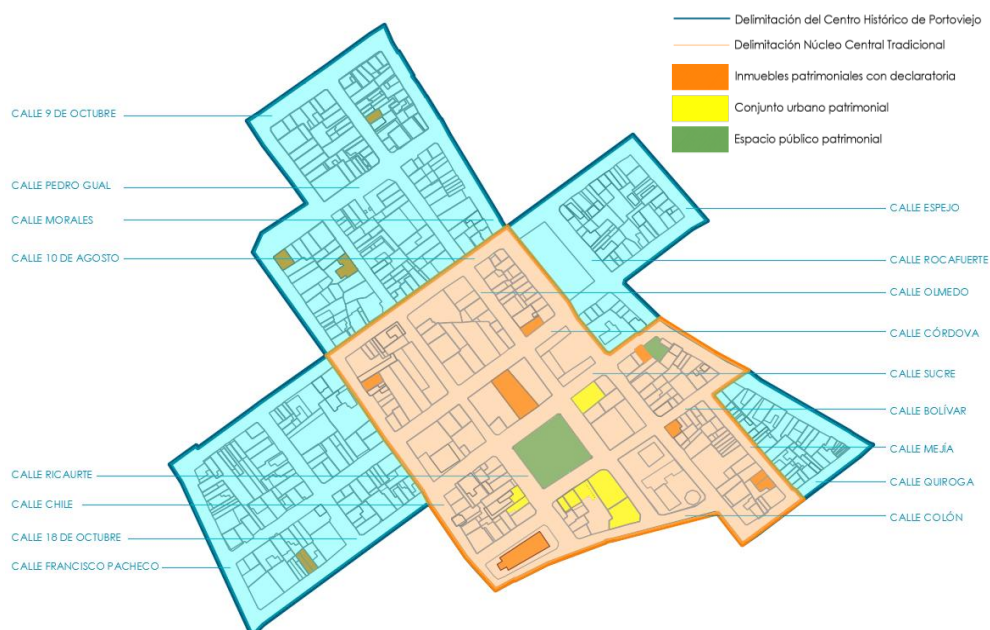 Delimitación del Centro Histórico de Portoviejo
Delimitación Núcleo Central Tradicional
Inmuebles patrimoniales con declaratoria
Conjunto urbano patrimonial
Espacio público patrimonial
CALLE 9 DE OCTUBRE
CALLE PEDRO GUAL
CALLE MORALES
CALLE 10 DE AGOSTO
CALLE RICAURTE
CALLE CHILE
CALLE 18 DE OCTUBRE
CALLE FRANCISCO PACHECO
CALLE ESPEJO
CALLE ROCAFUERTE
CALLE OLMEDO
CALLE CÓRDOVA
CALLE SUCRE
CALLE BOLÍVAR
CALLE MEJÍA
CALLE QUIROGA
CALLE COLÓN